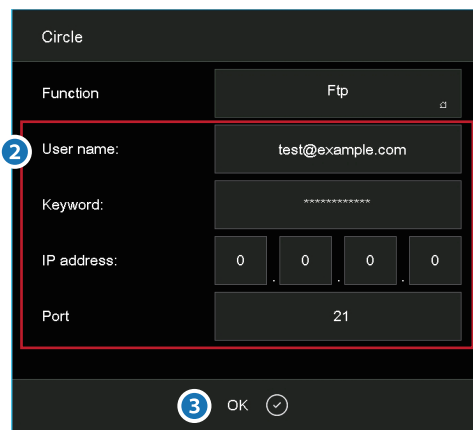 Circle
Function Ftp
2 User name: test@example.com
Keyword: ************
IP address: 0 . 0 . 0 . 0
Port 21
3 OK